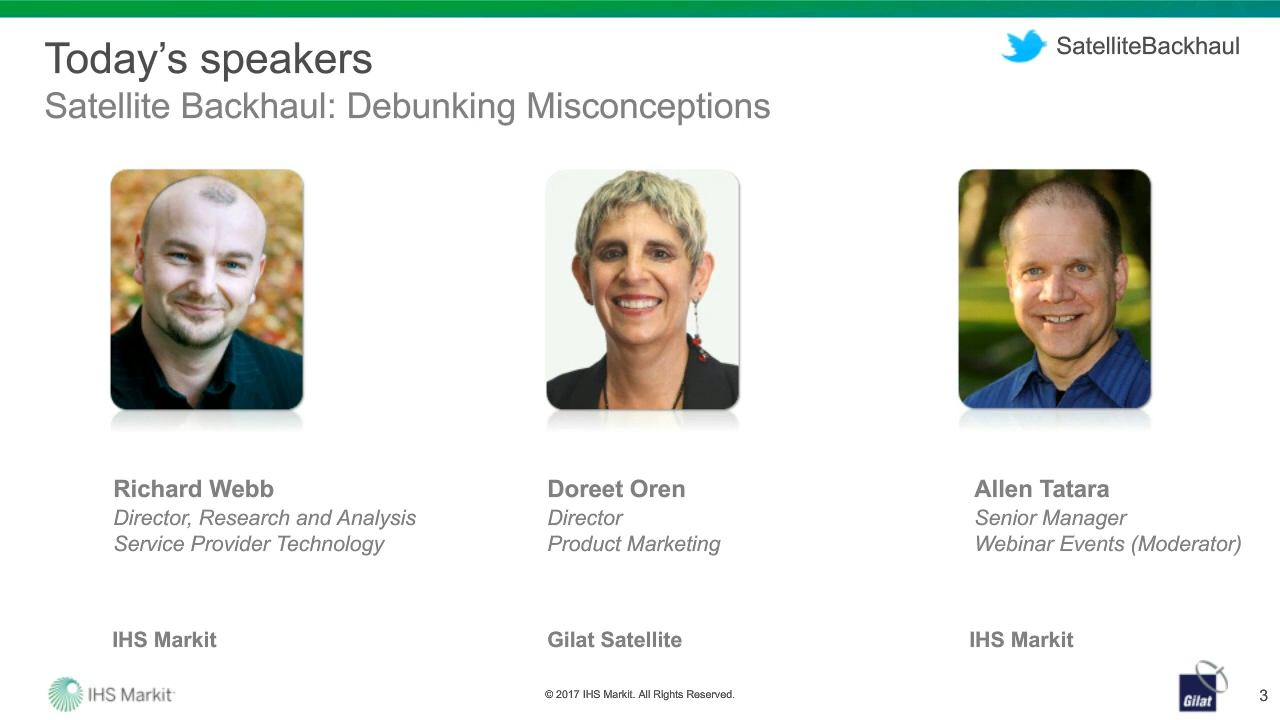 Today’s speakers
Satellite Backhaul: Debunking Misconceptions
SatelliteBackhaul
Richard Webb
Director, Research and Analysis
Service Provider Technology
IHS Markit
Doreet Oren
Director
Product Marketing
Gilat Satellite
Allen Tatara
Senior Manager
Webinar Events (Moderator)
IHS Markit
IHS Markit
© 2017 IHS Markit. All Rights Reserved.
Gilat
3